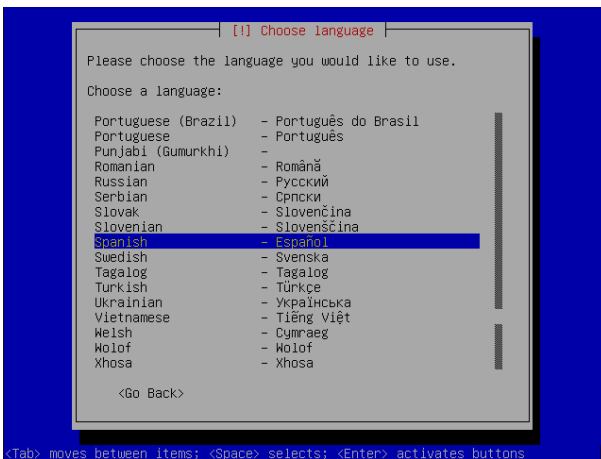 [!] Choose language
Please choose the language you would like to use.
Choose a language:
Portuguese (Brazil) - Português do Brasil
Portuguese - Português
Punjabi (Gumurkhi) -
Romanian - Română
Russian - Русский
Serbian - Српски
Slovak - Slovenčina
Slovenian - Slovenščina
Spanish - Español
Swedish - Svenska
Tagalog - Tagalog
Turkish - Türkçe
Ukrainian - Українська
Vietnamese - Tiếng Việt
Welsh - Cymraeg
Wolof - Wolof
Xhosa - Xhosa
<Go Back>
<Tab> moves between items; <Space> selects; <Enter> activates buttons